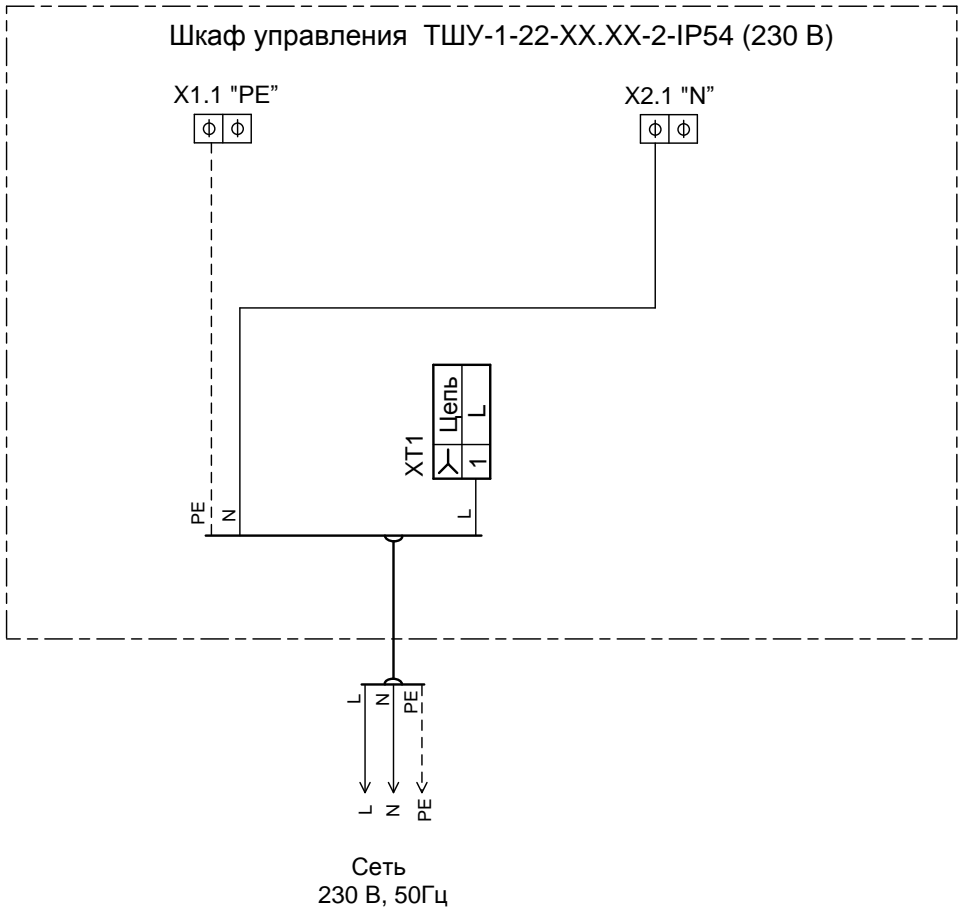 Шкаф управления ТШУ-1-22-XX.XX-2-IP54 (230 В)
X1.1 "PE”
X2.1 "N”
XT1
Цепь
1
L
PE
N
L
L
N
PE
L
N
PE
Сеть
230 В, 50Гц